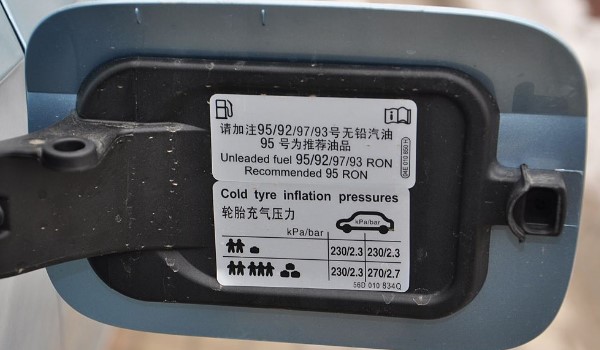 请加注95/92/97/93号无铅汽油
95 号为推荐油品
Unleaded fuel 95/92/97/93 RON
Recommended 95 RON
Cold tyre inflation pressures
轮胎充气压力
kPa/bar
kPa/bar
230/2.3 230/2.3
230/2.3 270/2.7
56D 010 834Q